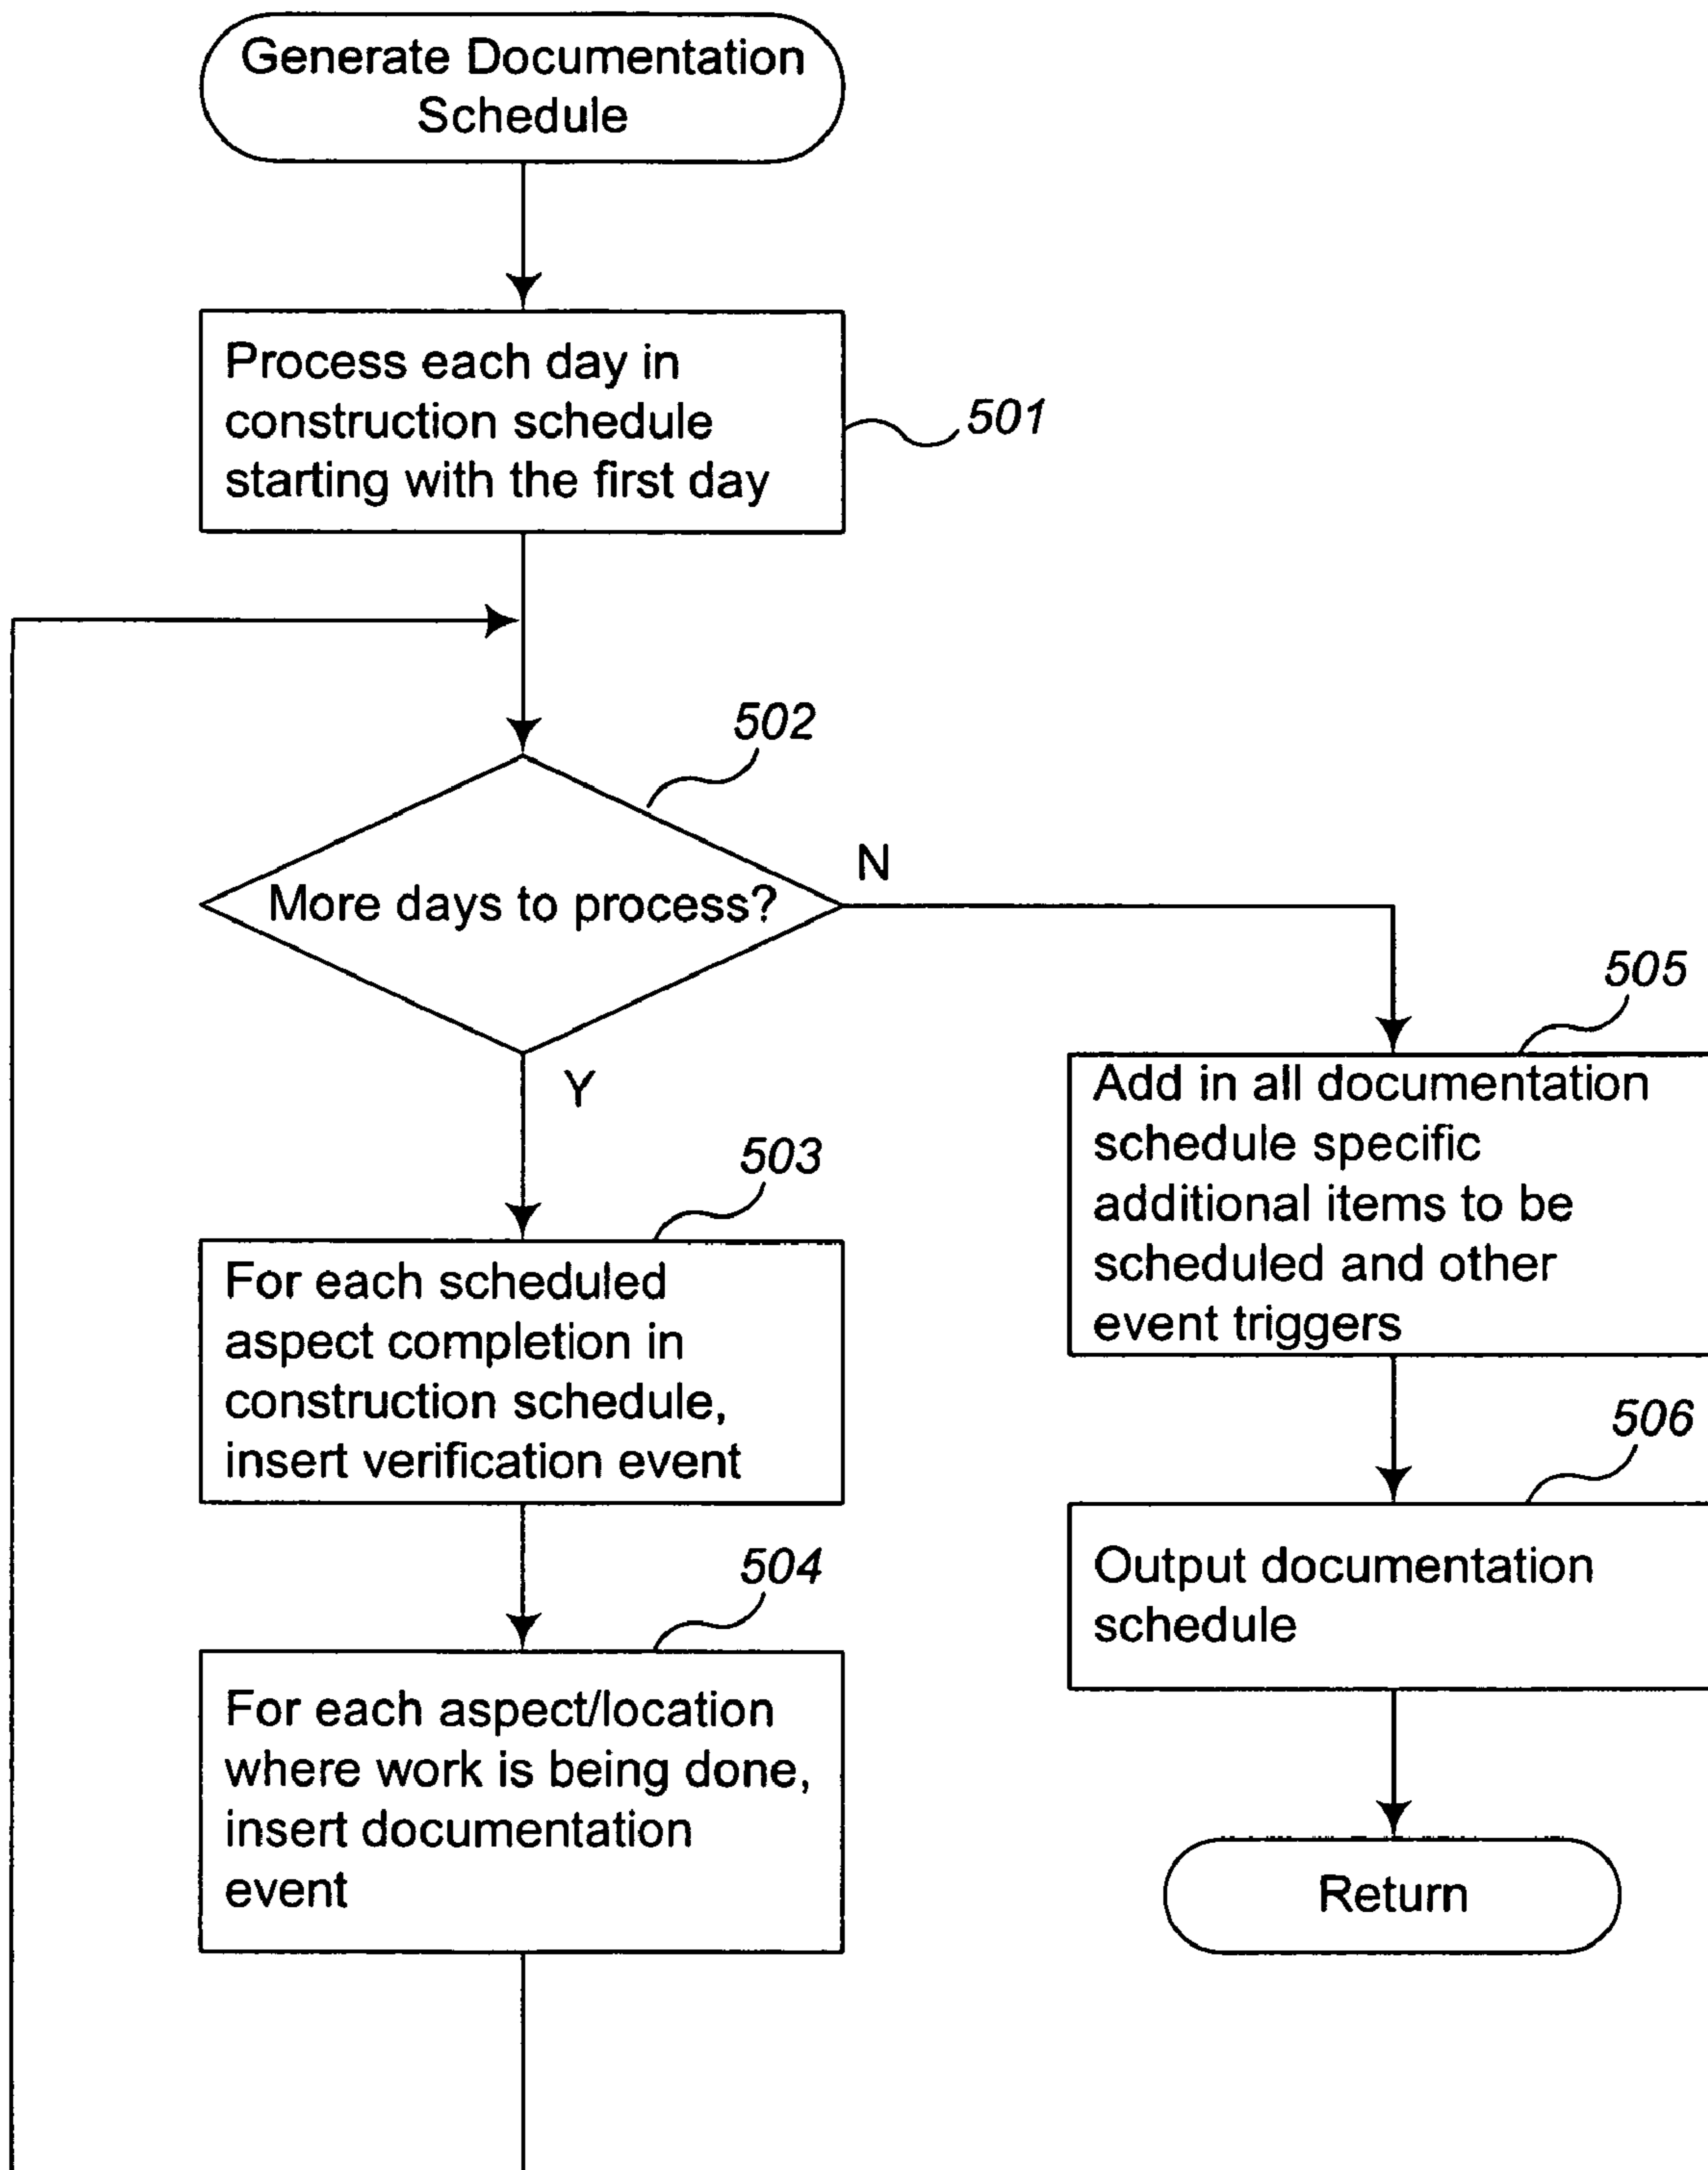 Generate Documentation
Schedule
Process each day in
construction schedule
starting with the first day
501
502
More days to process?
N
Y
503
For each scheduled
aspect completion in
construction schedule,
insert verification event
504
For each aspect/location
where work is being done,
insert documentation
event
505
Add in all documentation
schedule specific
additional items to be
scheduled and other
event triggers
506
Output documentation
schedule
Return